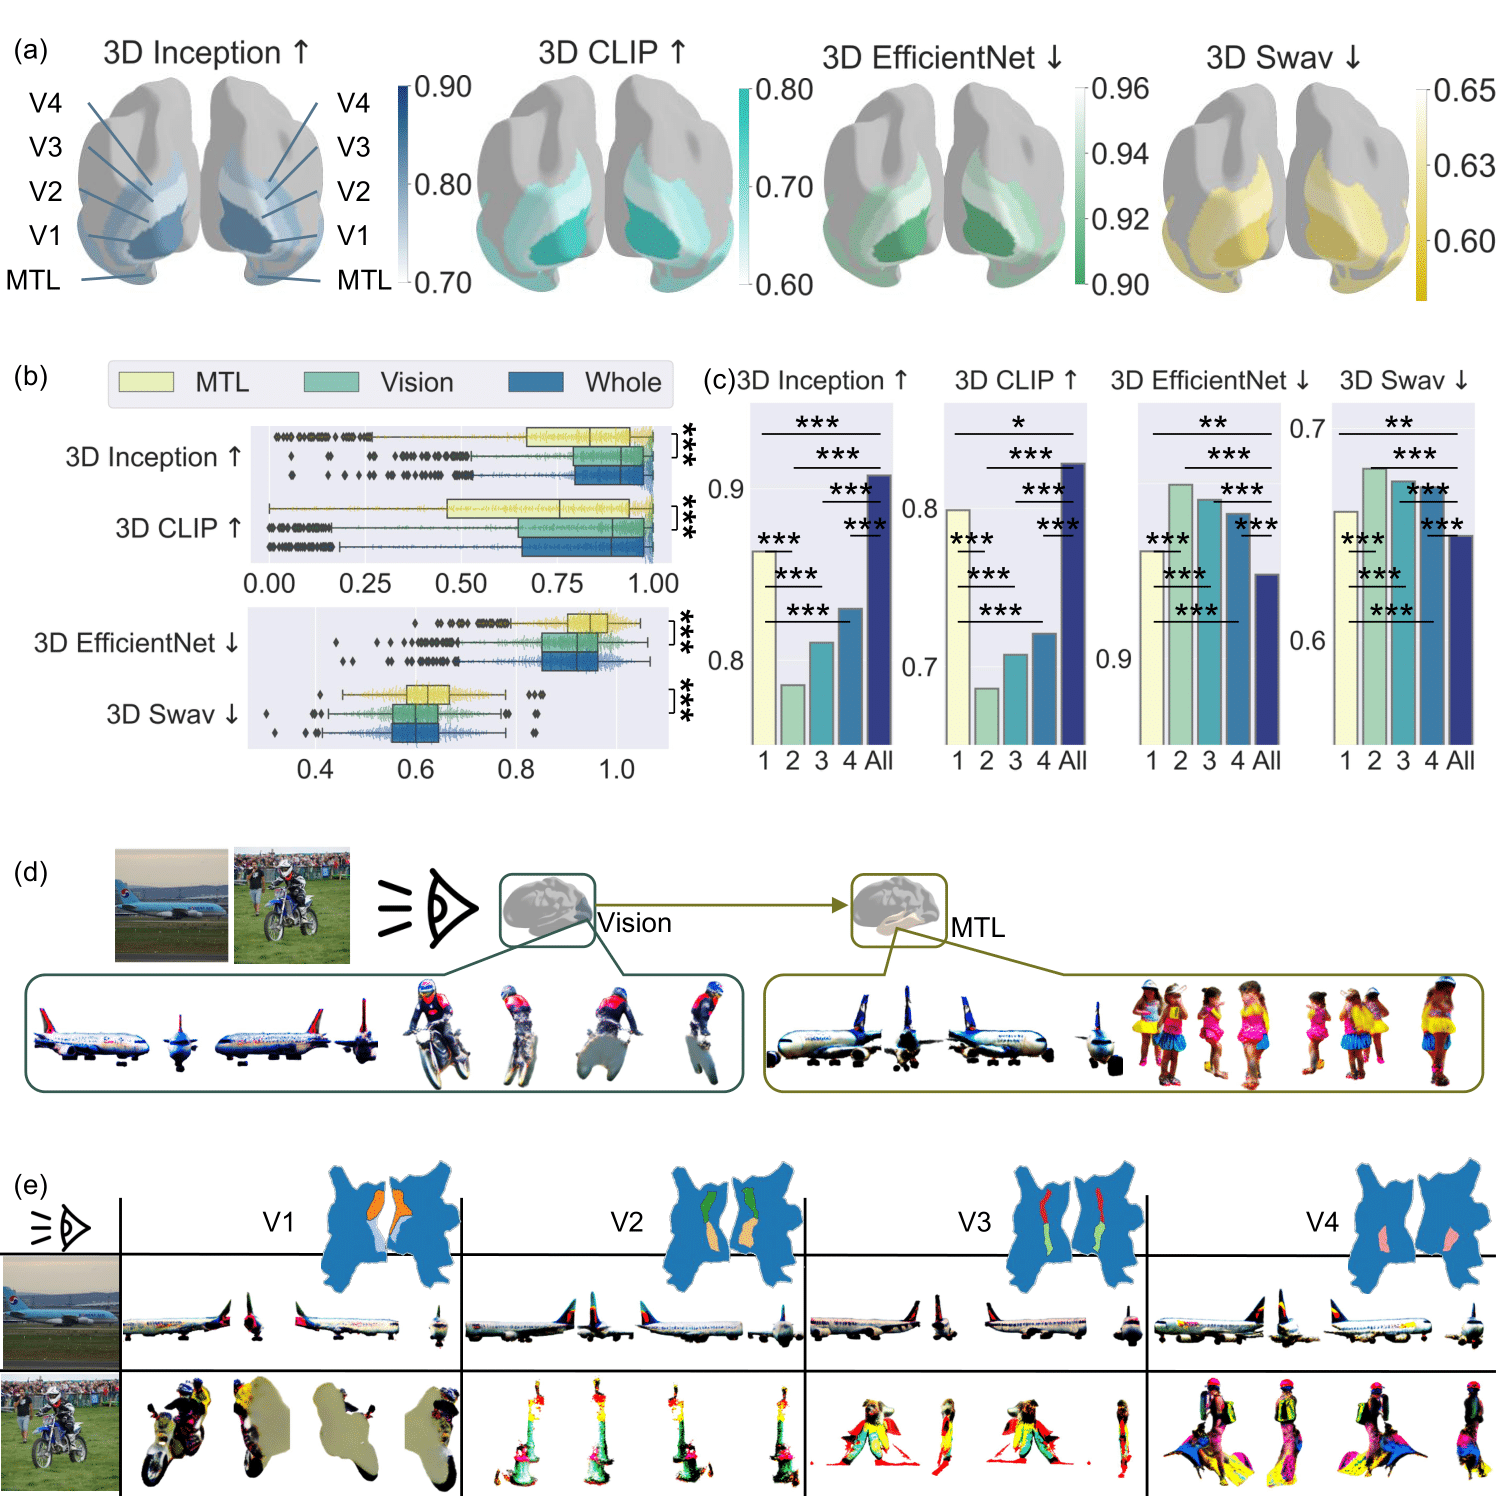 (a)
3D Inception ↑
3D CLIP ↑
3D EfficientNet ↓
3D Swav ↓
V4
V3
V2
V1
MTL
V4
V3
V2
V1
MTL
0.90
0.80
0.70
0.80
0.70
0.60
0.96
0.94
0.92
0.90
0.65
0.63
0.60
(b)
MTL
Vision
Whole
3D Inception ↑
***
3D CLIP ↑
***
0.00 0.25 0.50 0.75 1.00
3D EfficientNet ↓
***
3D Swav ↓
***
0.4 0.6 0.8 1.0
(c)
3D Inception ↑
0.9
0.8
***
***
***
***
***
***
***
1 2 3 4 All
3D CLIP ↑
0.8
0.7
*
***
***
***
***
***
***
1 2 3 4 All
3D EfficientNet ↓
0.9
**
***
***
***
***
***
***
1 2 3 4 All
3D Swav ↓
0.7
0.6
**
***
***
***
***
***
***
1 2 3 4 All
(d)
Vision
MTL
(e)
V1
V2
V3
V4